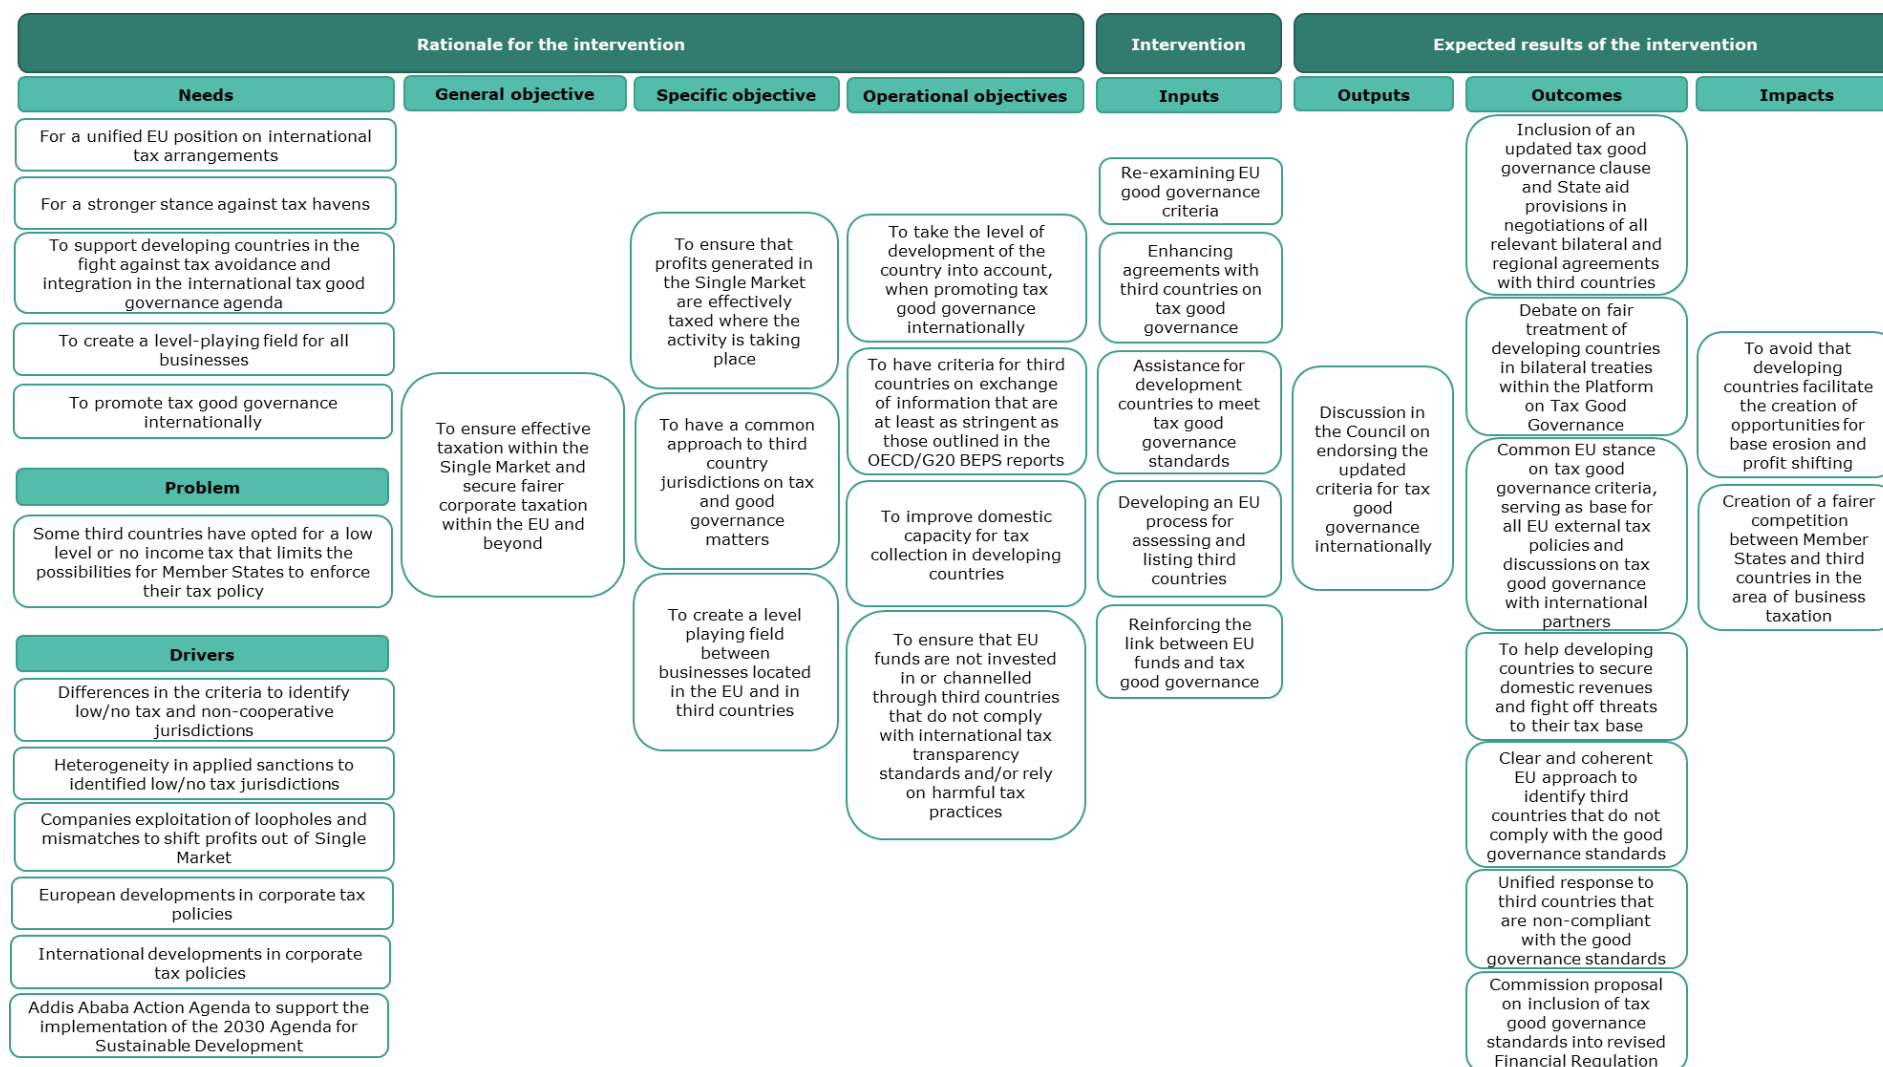 Rationale for the intervention
Intervention
Expected results of the intervention
Needs
General objective
Specific objective
Operational objectives
Inputs
Outputs
Outcomes
Impacts
For a unified EU position on international
tax arrangements
For a stronger stance against tax havens
To support developing countries in the
fight against tax avoidance and
integration in the international tax good
governance agenda
To create a level-playing field for all
businesses
To promote tax good governance
internationally
Problem
Some third countries have opted for a low
level or no income tax that limits the
possibilities for Member States to enforce
their tax policy
Drivers
Differences in the criteria to identify
low/no tax and non-cooperative
jurisdictions
Heterogeneity in applied sanctions to
identified low/no tax jurisdictions
Companies exploitation of loopholes and
mismatches to shift profits out of Single
Market
European developments in corporate tax
policies
International developments in corporate
tax policies
Addis Ababa Action Agenda to support the
implementation of the 2030 Agenda for
Sustainable Development
To ensure effective
taxation within the
Single Market and
secure fairer
corporate taxation
within the EU and
beyond
To ensure that
profits generated in
the Single Market
are effectively
taxed where the
activity is taking
place
To have a common
approach to third
country
jurisdictions on tax
and good
governance
matters
To create a level
playing field
between
businesses located
in the EU and in
third countries
To take the level of
development of the
country into account,
when promoting tax
good governance
internationally
To have criteria for third
countries on exchange
of information that are
at least as stringent as
those outlined in the
OECD/G20 BEPS reports
To improve domestic
capacity for tax
collection in developing
countries
To ensure that EU
funds are not invested
in or channelled
through third countries
that do not comply
with international tax
transparency
standards and/or rely
on harmful tax
practices
Re-examining EU
good governance
criteria
Enhancing
agreements with
third countries on
tax good
governance
Assistance for
development
countries to meet
tax good
governance
standards
Developing an EU
process for
assessing and
listing third
countries
Reinforcing the
link between EU
funds and tax
good governance
Discussion in
the Council on
endorsing the
updated
criteria for tax
good
governance
internationally
Inclusion of an
updated tax good
governance clause
and State aid
provisions in
negotiations of all
relevant bilateral and
regional agreements
with third countries
Debate on fair
treatment of
developing countries
in bilateral treaties
within the Platform
on Tax Good
Governance
Common EU stance
on tax good
governance criteria,
serving as base for
all EU external tax
policies and
discussions on tax
good governance
with international
partners
To help developing
countries to secure
domestic revenues
and fight off threats
to their tax base
Clear and coherent
EU approach to
identify third
countries that do not
comply with the good
governance standards
Unified response to
third countries that
are non-compliant
with the good
governance standards
Commission proposal
on inclusion of tax
good governance
standards into revised
Financial Regulation
To avoid that
developing
countries facilitate
the creation of
opportunities for
base erosion and
profit shifting
Creation of a fairer
competition
between Member
States and third
countries in the
area of business
taxation